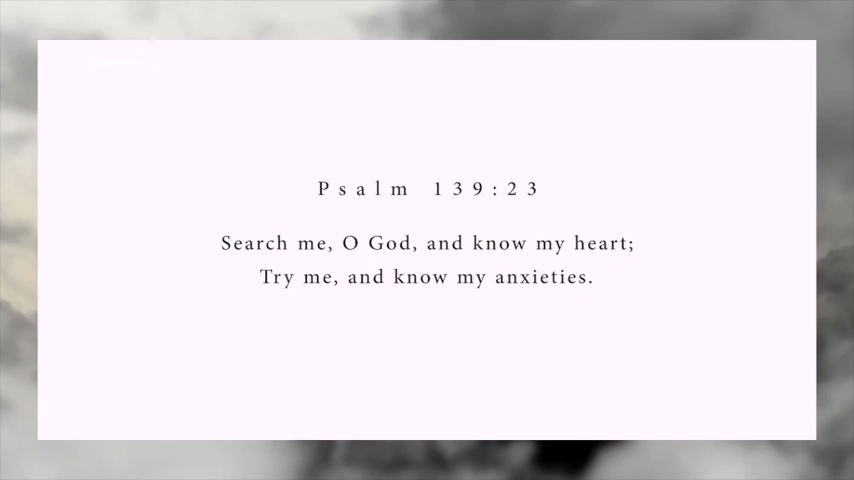 Psalm 139:23
Search me, O God, and know my heart;
Try me, and know my anxieties.